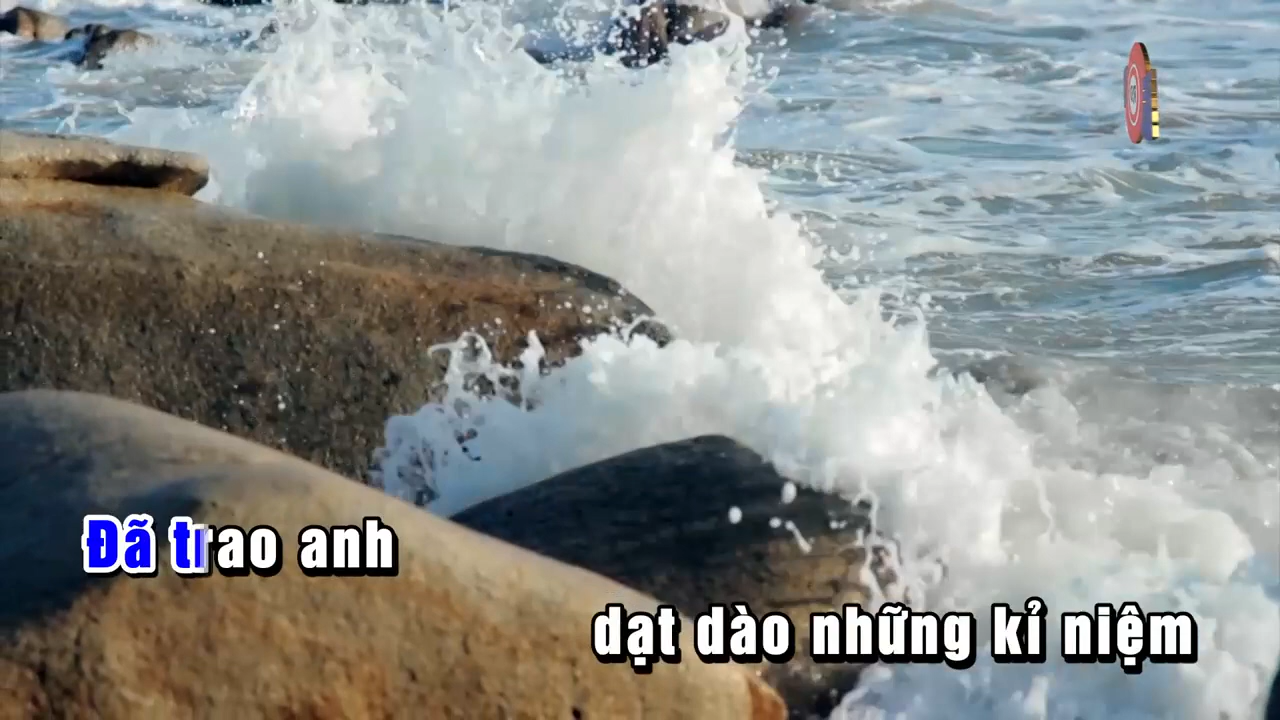 Đã trao anh
dạt dào những kỉ niệm